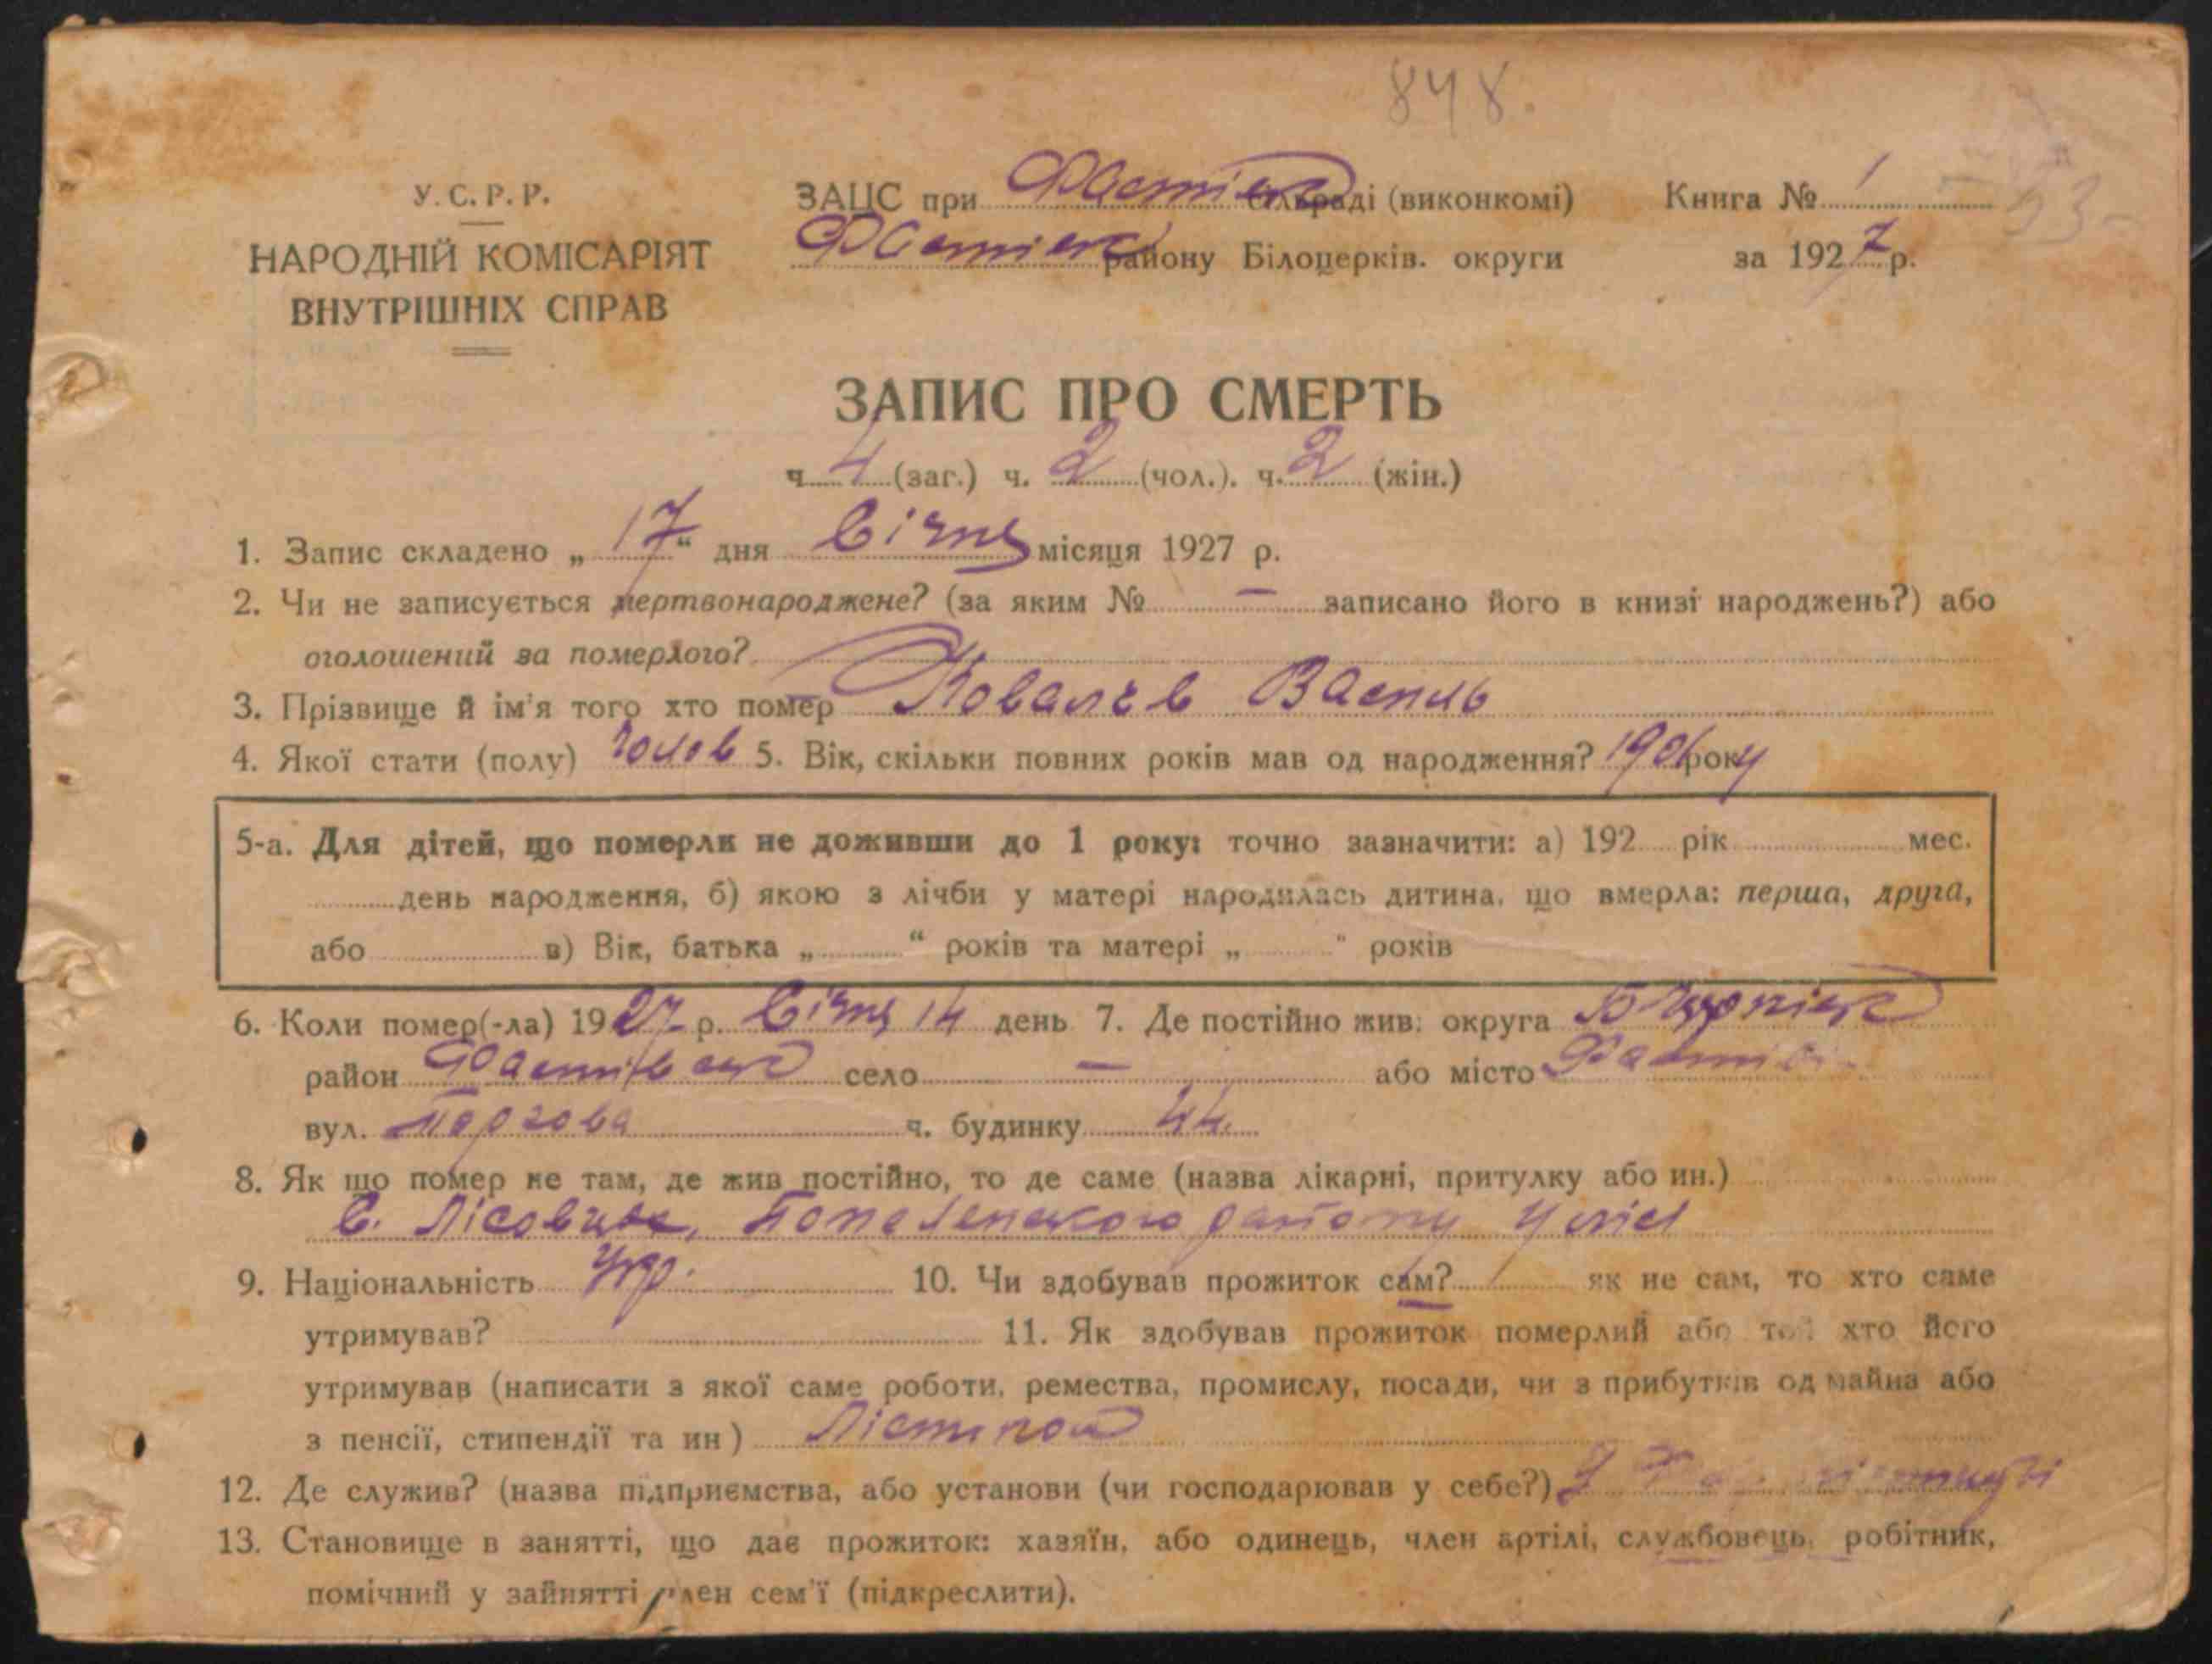 848.
У. С. Р. Р.
НАРОДНІЙ КОМІСАРІЯТ
ВНУТРІШНІХ СПРАВ
ЗАЦС при Фастівск сільраді (виконкомі)
Фастівск району Білоцерків. округи
Книга № 1
за 1927 р.
53-
ЗАПИС ПРО СМЕРТЬ
ч. 4 (заг.) ч. 2 (чол.). ч. 2 (жін.)
1. Запис складено „ 17 “ дня Січня місяця 1927 р.
2. Чи не записується мертвонароджене? (за яким № — записано його в книзі народжень?) або
оголошений за померлого?
3. Прізвище й ім'я того хто помер Ковальв Василь
4. Якої стати (полу) Чолов 5. Вік, скільки повних років мав од народження? 1906 року
5-а. Для дітей, що померли не доживши до 1 року: точно зазначити: а) 192 рік мес.
день народження, б) якою з лічби у матері народилась дитина, що вмерла: перша, друга,
або в) Вік, батька „ “ років та матері „ “ років
6. Коли помер(-ла) 1927 р. Січня 14 день 7. Де постійно жив: округа
район Фастівськ село — або місто Фастів
вул. Торгова ч. будинку 44.
8. Як що помер не там, де жив постійно, то де саме (назва лікарні, притулку або ин.)
С. району
9. Національність Укр. 10. Чи здобував прожиток сам? як не сам, то хто саме
утримував? 11. Як здобував прожиток померлий або той хто його
утримував (написати з якої саме роботи, ремества, промислу, посади, чи з прибутків од майна або
з пенсії, стипендії та ин)
12. Де служив? (назва підприємства, або установи (чи господарював у себе?)
13. Становище в занятті, що дає прожиток: хазяїн, або одинець, член артілі, службовець, робітник,
помічний у зайнятті член сем'ї (підкреслити).